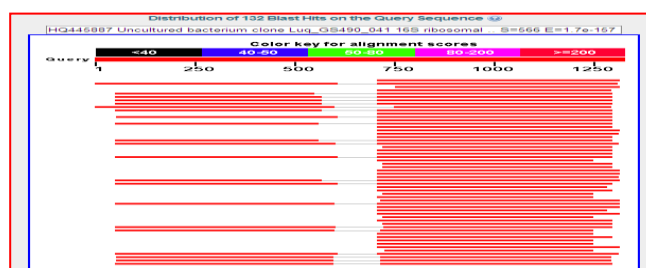 Distribution of 132 Blast Hits on the Query Sequence
HQ445887 Uncultured bacterium clone Luq_GS490_041 16S ribosomal .. S=566 E=1.7e-157
Color key for alignment scores
<40 40-50 50-80 80-200 >=200
Query
1 250 500 750 1000 1250